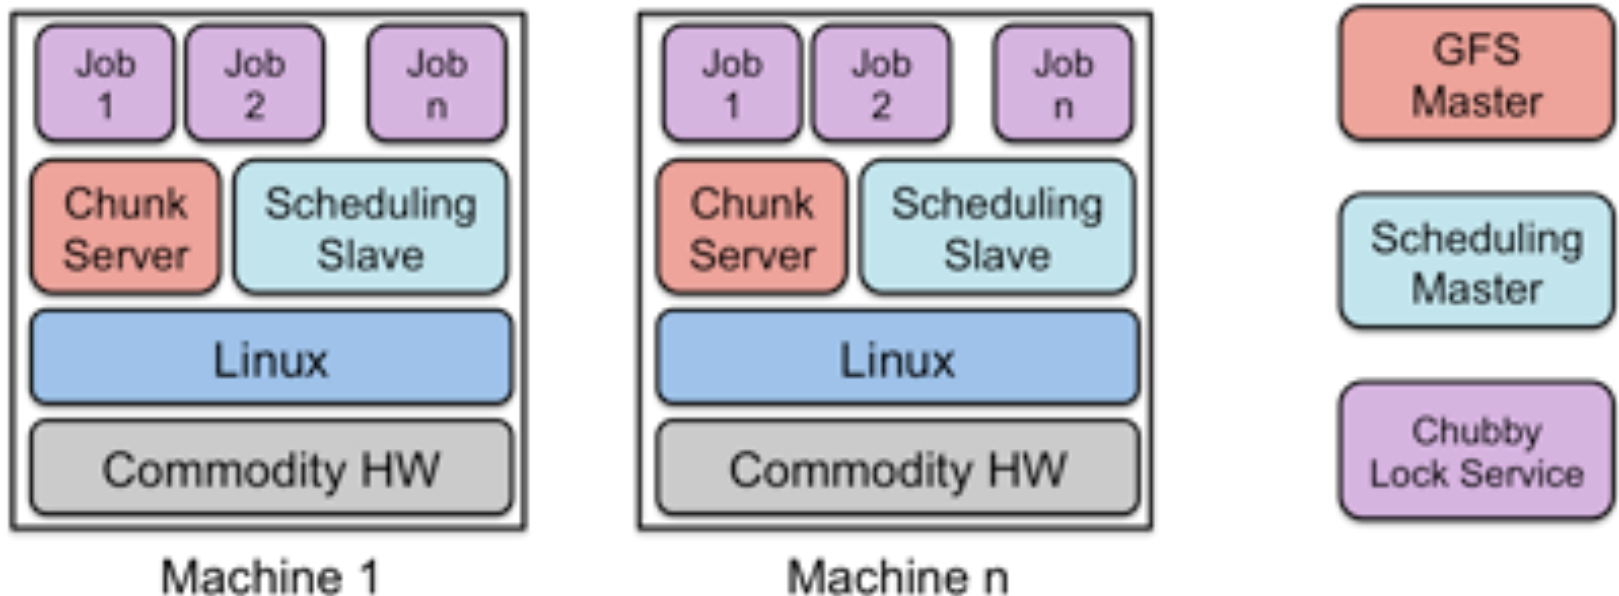 Job
1
Job
2
Job
n
Chunk
Server
Scheduling
Slave
Linux
Commodity HW
Machine 1
Job
1
Job
2
Job
n
Chunk
Server
Scheduling
Slave
Linux
Commodity HW
Machine n
GFS
Master
Scheduling
Master
Chubby
Lock Service